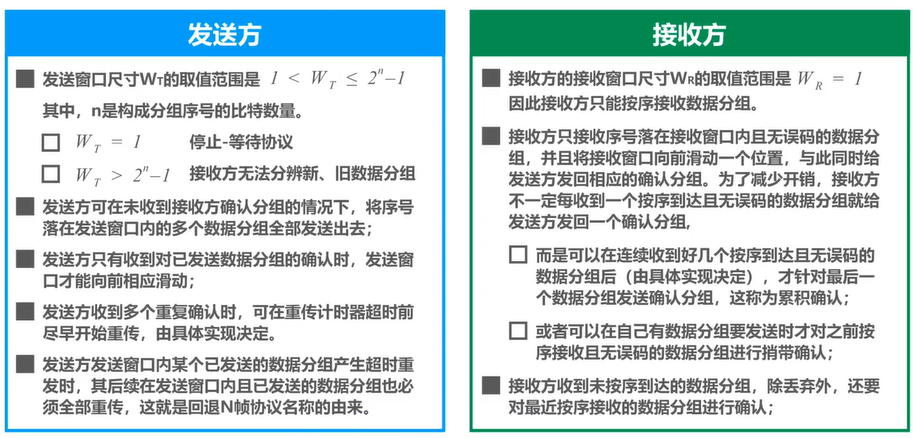 发送方
发送窗口尺寸WT的取值范围是 1 < WT ≤ 2ⁿ–1
其中，n是构成分组序号的比特数量。
WT = 1 停止-等待协议
WT > 2ⁿ–1 接收方无法分辨新、旧数据分组
发送方可在未收到接收方确认分组的情况下，将序号
落在发送窗口内的多个数据分组全部发送出去；
发送方只有收到对已发送数据分组的确认时，发送窗
口才能向前相应滑动；
发送方收到多个重复确认时，可在重传计时器超时前
尽早开始重传，由具体实现决定。
发送方发送窗口内某个已发送的数据分组产生超时重
发时，其后续在发送窗口内且已发送的数据分组也必
须全部重传，这就是回退N帧协议名称的由来。
接收方
接收方的接收窗口尺寸WR的取值范围是 WR = 1
因此接收方只能按序接收数据分组。
接收方只接收序号落在接收窗口内且无误码的数据分
组，并且将接收窗口向前滑动一个位置，与此同时给
发送方发回相应的确认分组。为了减少开销，接收方
不一定每收到一个按序到达且无误码的数据分组就给
发送方发回一个确认分组,
而是可以在连续收到好几个按序到达且无误码的
数据分组后（由具体实现决定），才针对最后一
个数据分组发送确认分组，这称为累积确认；
或者可以在自己有数据分组要发送时才对之前按
序接收且无误码的数据分组进行捎带确认；
接收方收到未按序到达的数据分组，除丢弃外，还要
对最近按序接收的数据分组进行确认；